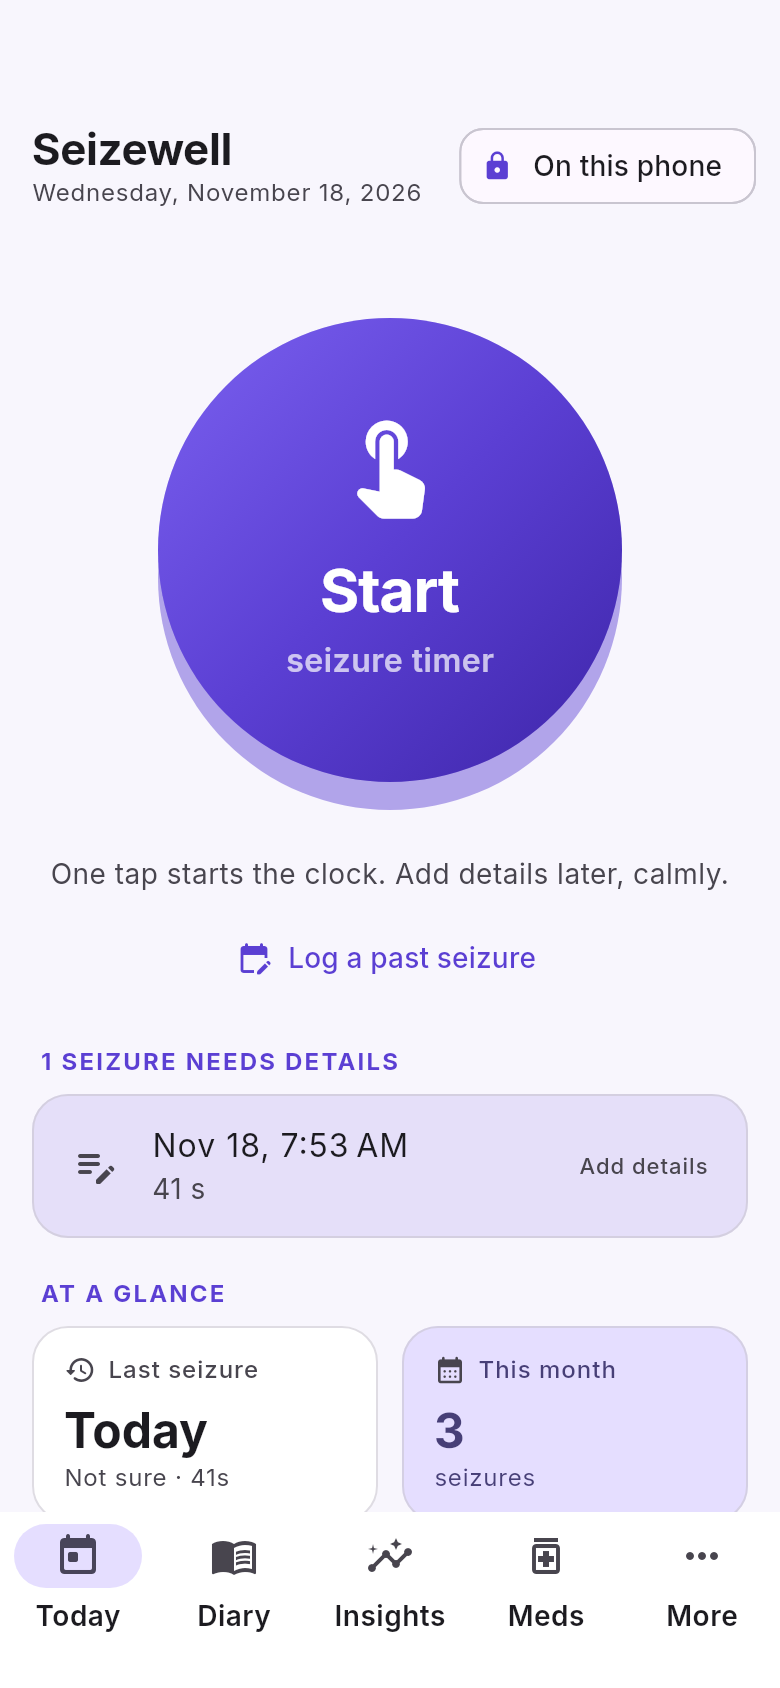 Seizewell
Wednesday, November 18, 2026
On this phone
Start
seizure timer
One tap starts the clock. Add details later, calmly.
Log a past seizure
1 SEIZURE NEEDS DETAILS
Nov 18, 7:53 AM
41 s
Add details
AT A GLANCE
Last seizure
Today
Not sure · 41s
This month
3
seizures
Today
Diary
Insights
Meds
More